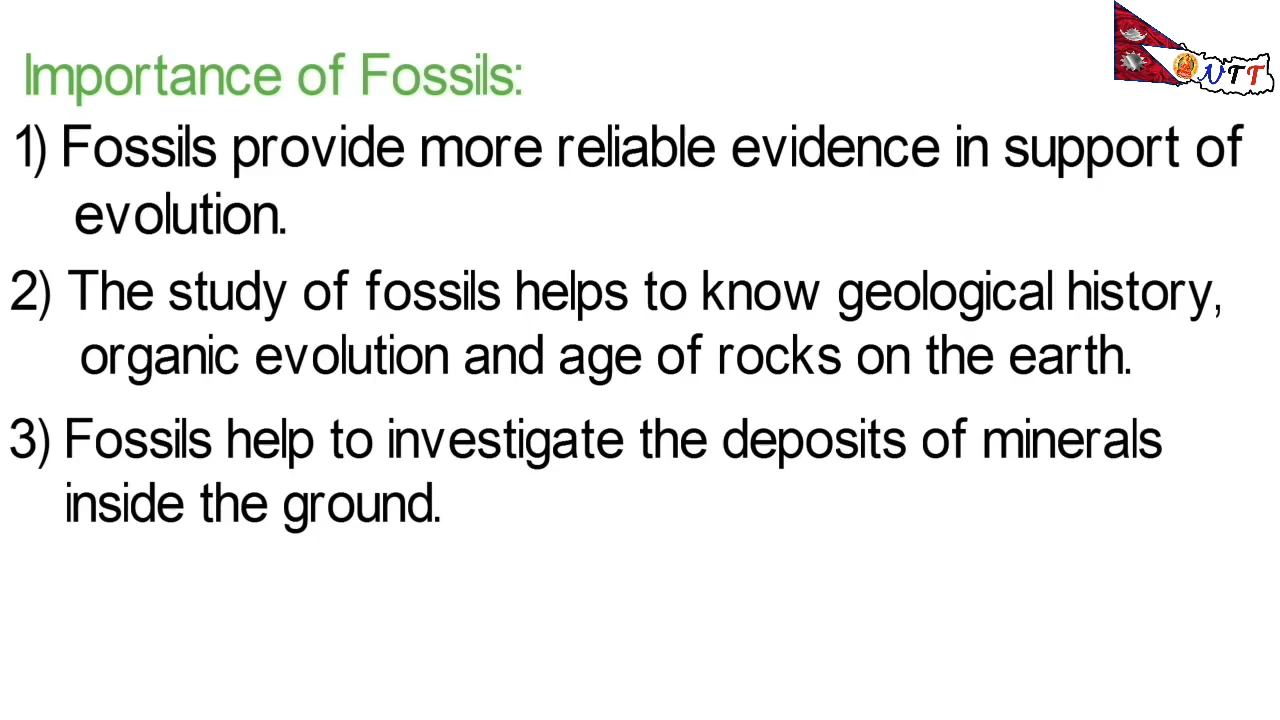 Importance of Fossils:
NTT
1) Fossils provide more reliable evidence in support of
evolution.
2) The study of fossils helps to know geological history,
organic evolution and age of rocks on the earth.
3) Fossils help to investigate the deposits of minerals
inside the ground.